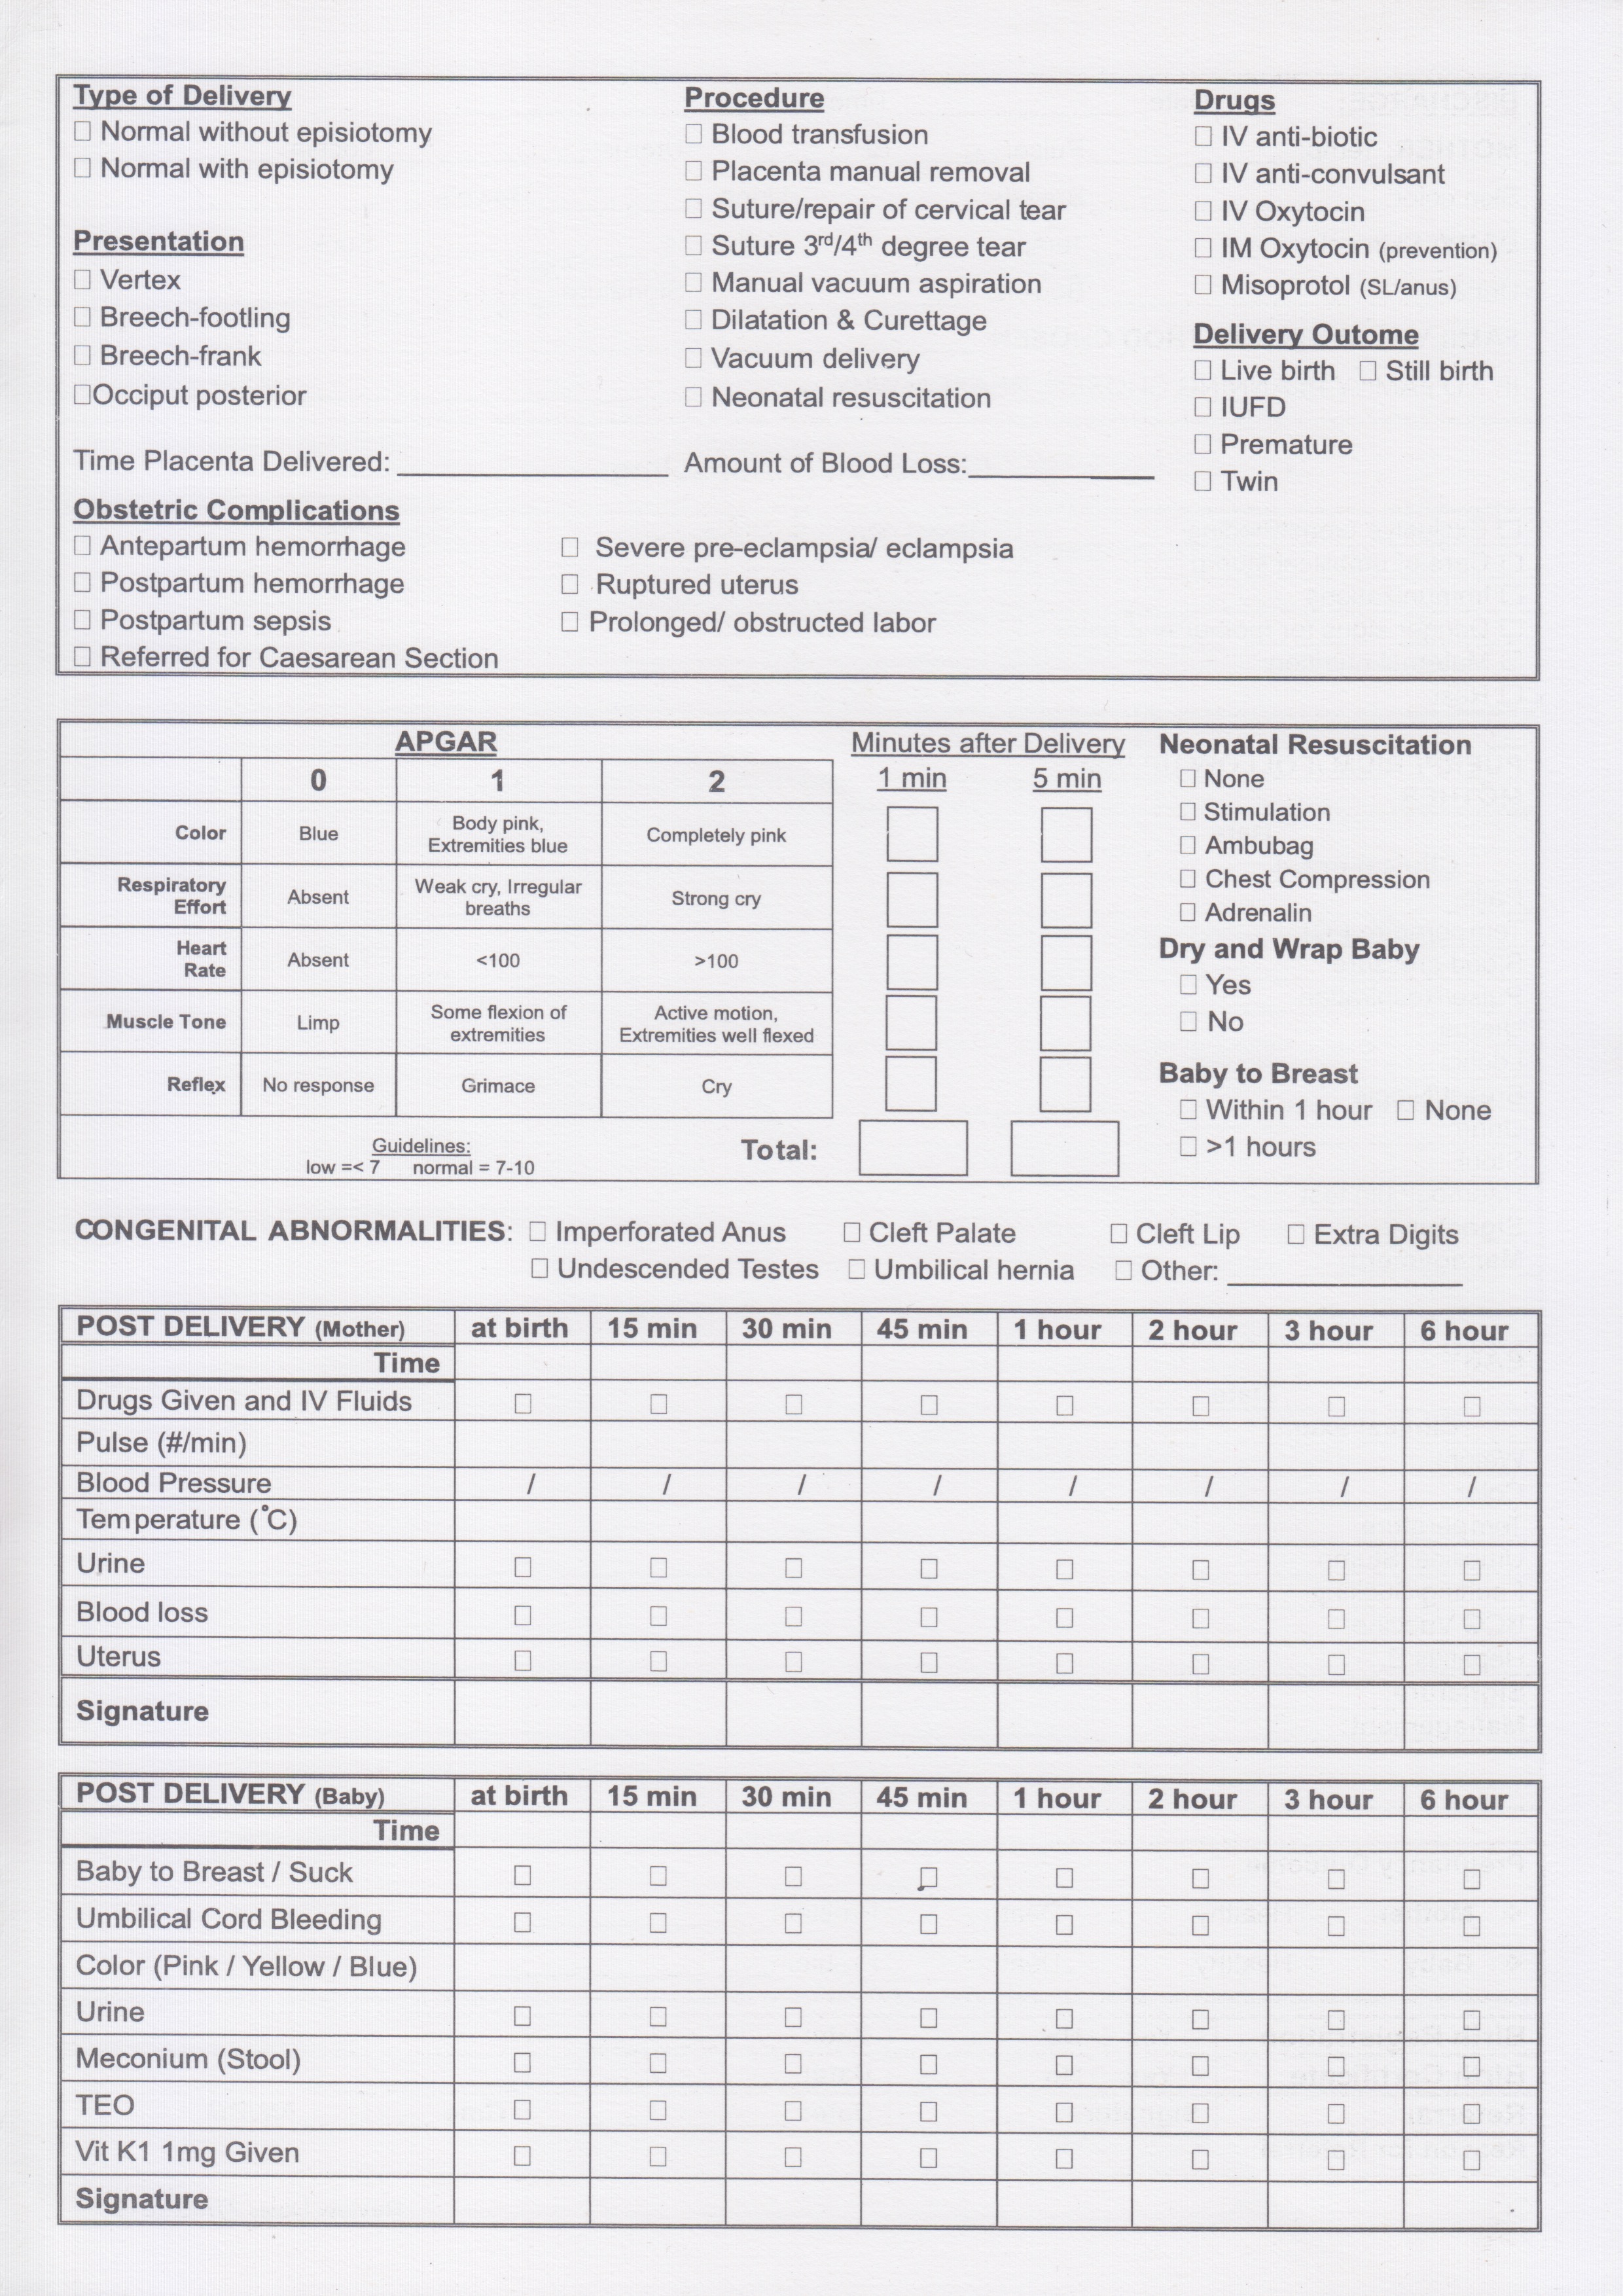 Type of Delivery
□ Normal without episiotomy
□ Normal with episiotomy
Presentation
□ Vertex
□ Breech-footling
□ Breech-frank
□Occiput posterior
Procedure
□ Blood transfusion
□ Placenta manual removal
□ Suture/repair of cervical tear
□ Suture 3rd/4th degree tear
□ Manual vacuum aspiration
□ Dilatation & Curettage
□ Vacuum delivery
□ Neonatal resuscitation
Drugs
□ IV anti-biotic
□ IV anti-convulsant
□ IV Oxytocin
□ IM Oxytocin (prevention)
□ Misoprotol (SL/anus)
Delivery Outome
□ Live birth □ Still birth
□ IUFD
□ Premature
□ Twin
Time Placenta Delivered: ____________ Amount of Blood Loss:____________
Obstetric Complications
□ Antepartum hemorrhage □ Severe pre-eclampsia/ eclampsia
□ Postpartum hemorrhage □ Ruptured uterus
□ Postpartum sepsis □ Prolonged/ obstructed labor
□ Referred for Caesarean Section
APGAR
0 1 2
Color Blue Body pink, Extremities blue Completely pink
Respiratory Effort Absent Weak cry, Irregular breaths Strong cry
Heart Rate Absent <100 >100
Muscle Tone Limp Some flexion of extremities Active motion, Extremities well flexed
Reflex No response Grimace Cry
Guidelines:
low =< 7 normal = 7-10
Minutes after Delivery
1 min 5 min
Total:
Neonatal Resuscitation
□ None
□ Stimulation
□ Ambubag
□ Chest Compression
□ Adrenalin
Dry and Wrap Baby
□ Yes
□ No
Baby to Breast
□ Within 1 hour □ None
□ >1 hours
CONGENITAL ABNORMALITIES: □ Imperforated Anus □ Cleft Palate □ Cleft Lip □ Extra Digits
□ Undescended Testes □ Umbilical hernia □ Other: ____________
POST DELIVERY (Mother) at birth 15 min 30 min 45 min 1 hour 2 hour 3 hour 6 hour
Time
Drugs Given and IV Fluids □ □ □ □ □ □ □ □
Pulse (#/min)
Blood Pressure / / / / / / / /
Temperature (°C)
Urine □ □ □ □ □ □ □ □
Blood loss □ □ □ □ □ □ □ □
Uterus □ □ □ □ □ □ □ □
Signature
POST DELIVERY (Baby) at birth 15 min 30 min 45 min 1 hour 2 hour 3 hour 6 hour
Time
Baby to Breast / Suck □ □ □ □ □ □ □ □
Umbilical Cord Bleeding □ □ □ □ □ □ □ □
Color (Pink / Yellow / Blue)
Urine □ □ □ □ □ □ □ □
Meconium (Stool) □ □ □ □ □ □ □ □
TEO □ □ □ □ □ □ □ □
Vit K1 1mg Given □ □ □ □ □ □ □ □
Signature